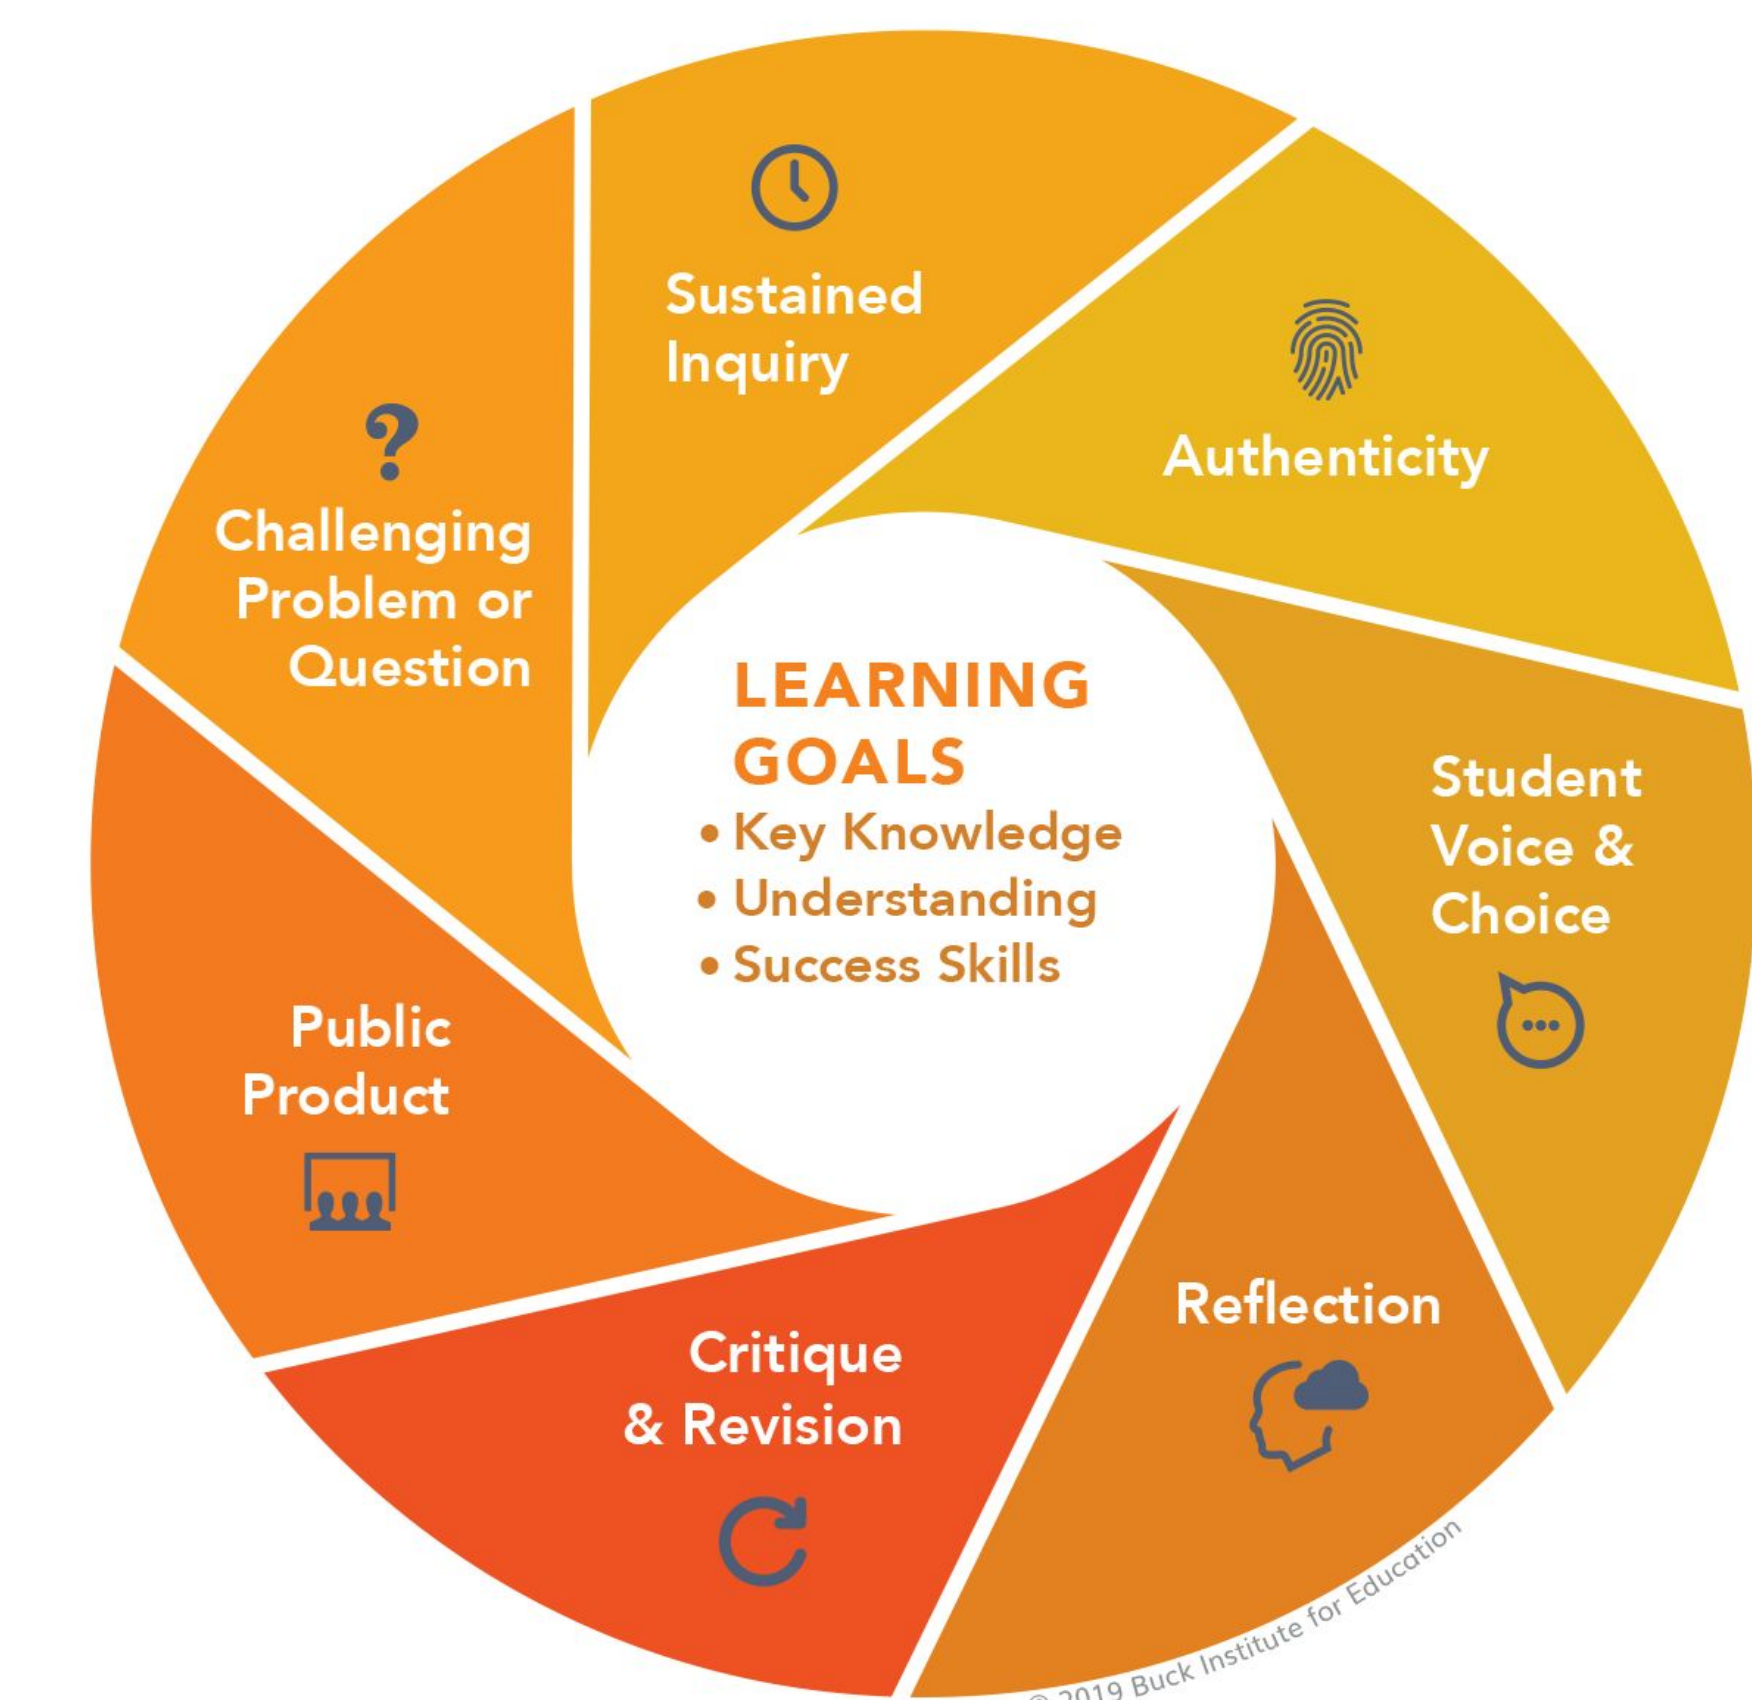 Sustained
Inquiry
Authenticity
Challenging
Problem or
Question
LEARNING
GOALS
• Key Knowledge
• Understanding
• Success Skills
Student
Voice &
Choice
Public
Product
Reflection
Critique
& Revision
© 2019 Buck Institute for Education